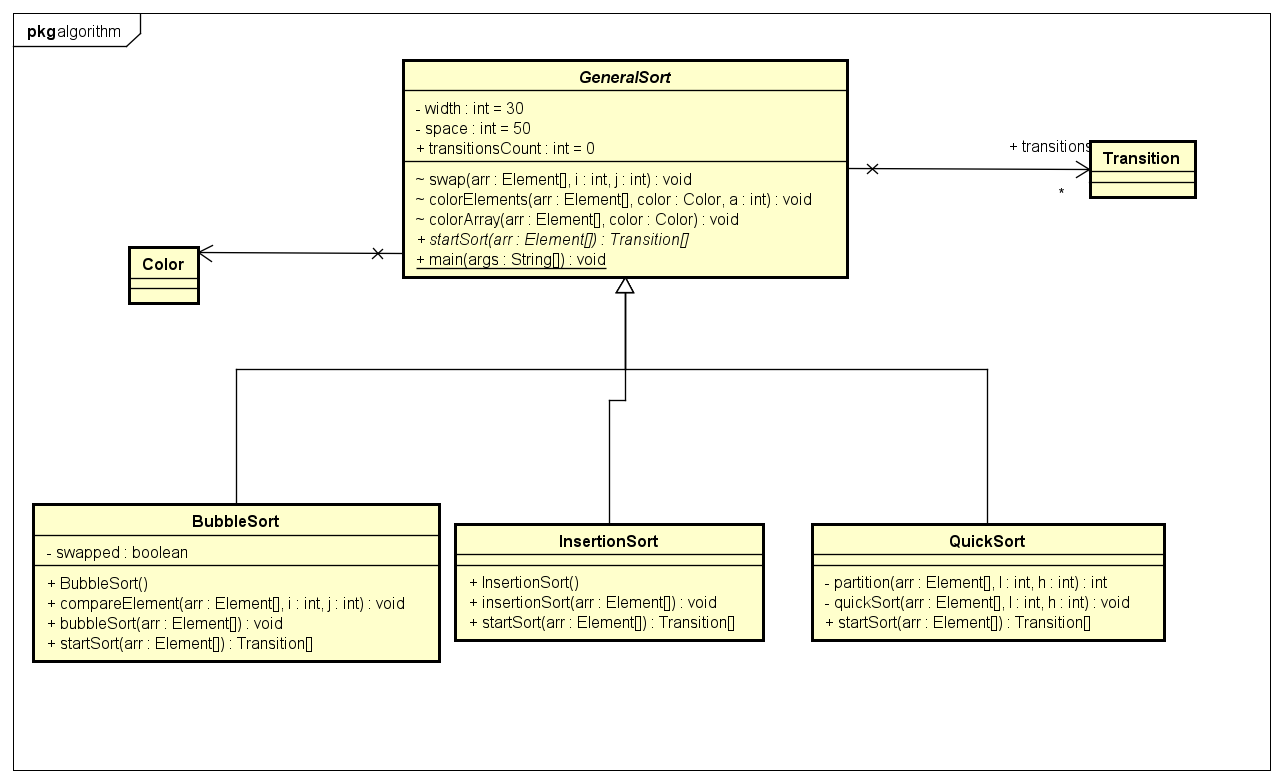 pkg algorithm
GeneralSort
- width : int = 30
- space : int = 50
+ transitionsCount : int = 0
~ swap(arr : Element[], i : int, j : int) : void
~ colorElements(arr : Element[], color : Color, a : int) : void
~ colorArray(arr : Element[], color : Color) : void
+ startSort(arr : Element[]) : Transition[]
+ main(args : String[]) : void
+ transitions
*
Transition
Color
BubbleSort
- swapped : boolean
+ BubbleSort()
+ compareElement(arr : Element[], i : int, j : int) : void
+ bubbleSort(arr : Element[]) : void
+ startSort(arr : Element[]) : Transition[]
InsertionSort
+ InsertionSort()
+ insertionSort(arr : Element[]) : void
+ startSort(arr : Element[]) : Transition[]
QuickSort
- partition(arr : Element[], l : int, h : int) : int
- quickSort(arr : Element[], l : int, h : int) : void
+ startSort(arr : Element[]) : Transition[]